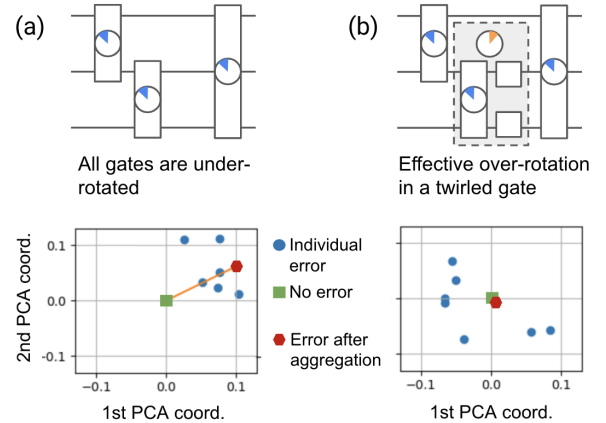 (a)
(b)
All gates are under-
rotated
Effective over-rotation
in a twirled gate
2nd PCA coord.
0.1
0.0
-0.1
−0.1
0.0
0.1
1st PCA coord.
Individual
error
No error
Error after
aggregation
−0.1
0.0
0.1
1st PCA coord.